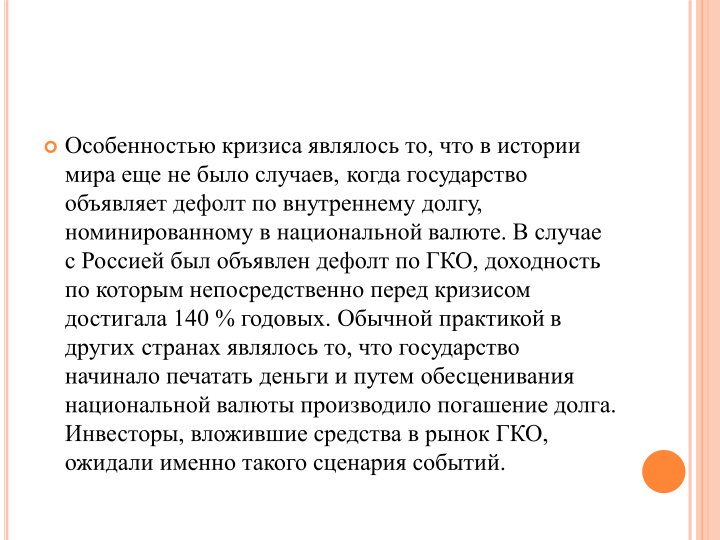 Особенностью кризиса являлось то, что в истории
мира еще не было случаев, когда государство
объявляет дефолт по внутреннему долгу,
номинированному в национальной валюте. В случае
с Россией был объявлен дефолт по ГКО, доходность
по которым непосредственно перед кризисом
достигала 140 % годовых. Обычной практикой в
других странах являлось то, что государство
начинало печатать деньги и путем обесценивания
национальной валюты производило погашение долга.
Инвесторы, вложившие средства в рынок ГКО,
ожидали именно такого сценария событий.